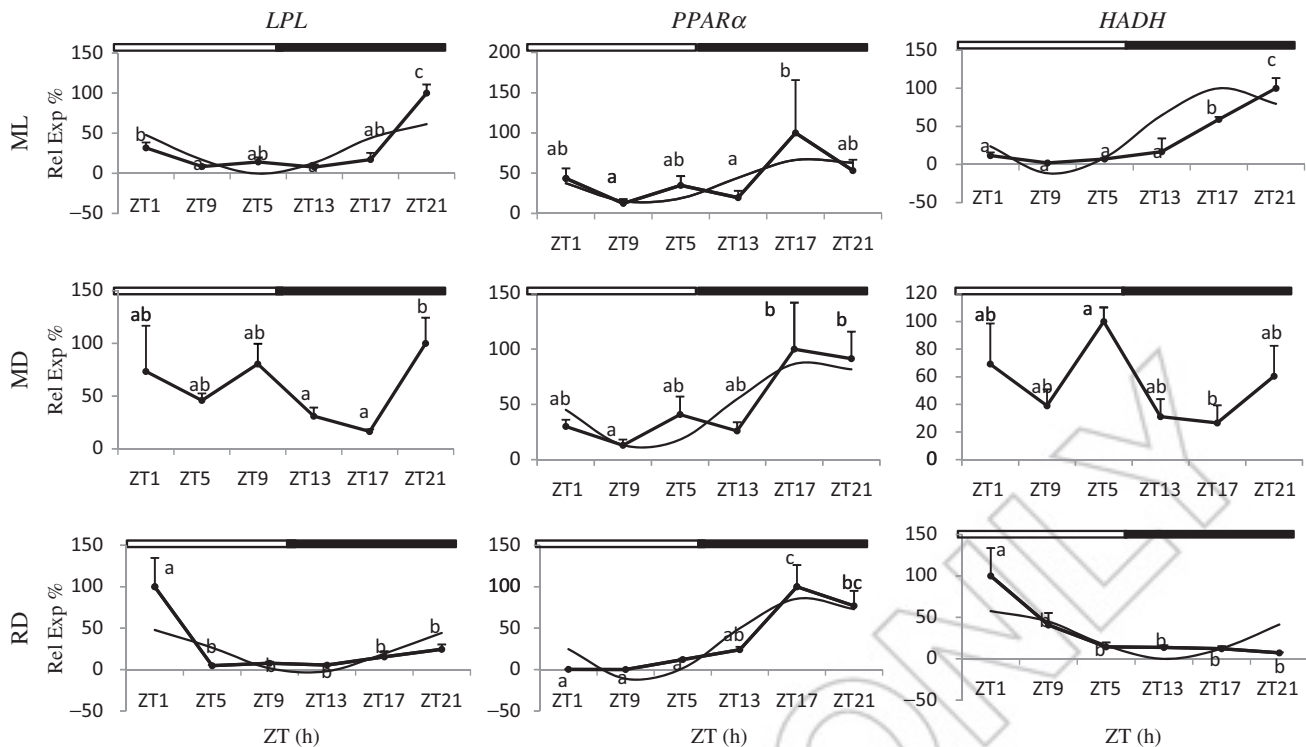 LPL PPARα HADH
ML
Rel Exp %
150
100
50
0
−50
b a ab a ab c
ZT1 ZT9 ZT5 ZT13 ZT17 ZT21
200
150
100
50
0
ab a ab a b ab
ZT1 ZT9 ZT5 ZT13 ZT17 ZT21
150
100
50
0
-50
a a a a b c
ZT1 ZT9 ZT5 ZT13 ZT17 ZT21
MD
Rel Exp %
150
100
50
0
ab ab ab a a b
ZT1 ZT5 ZT9 ZT13 ZT17 ZT21
150
100
50
0
ab a ab ab b b
ZT1 ZT9 ZT5 ZT13 ZT17 ZT21
120
100
80
60
40
20
0
ab ab a ab b ab
ZT1 ZT9 ZT5 ZT13 ZT17 ZT21
RD
Rel Exp %
150
100
50
0
−50
a b b b b b
ZT1 ZT5 ZT9 ZT13 ZT17 ZT21
ZT (h)
150
100
50
0
−50
a a a ab c bc
ZT1 ZT9 ZT5 ZT13 ZT17 ZT21
ZT (h)
150
100
50
0
−50
a b b b b b
ZT1 ZT9 ZT5 ZT13 ZT17 ZT21
ZT (h)
ONLY